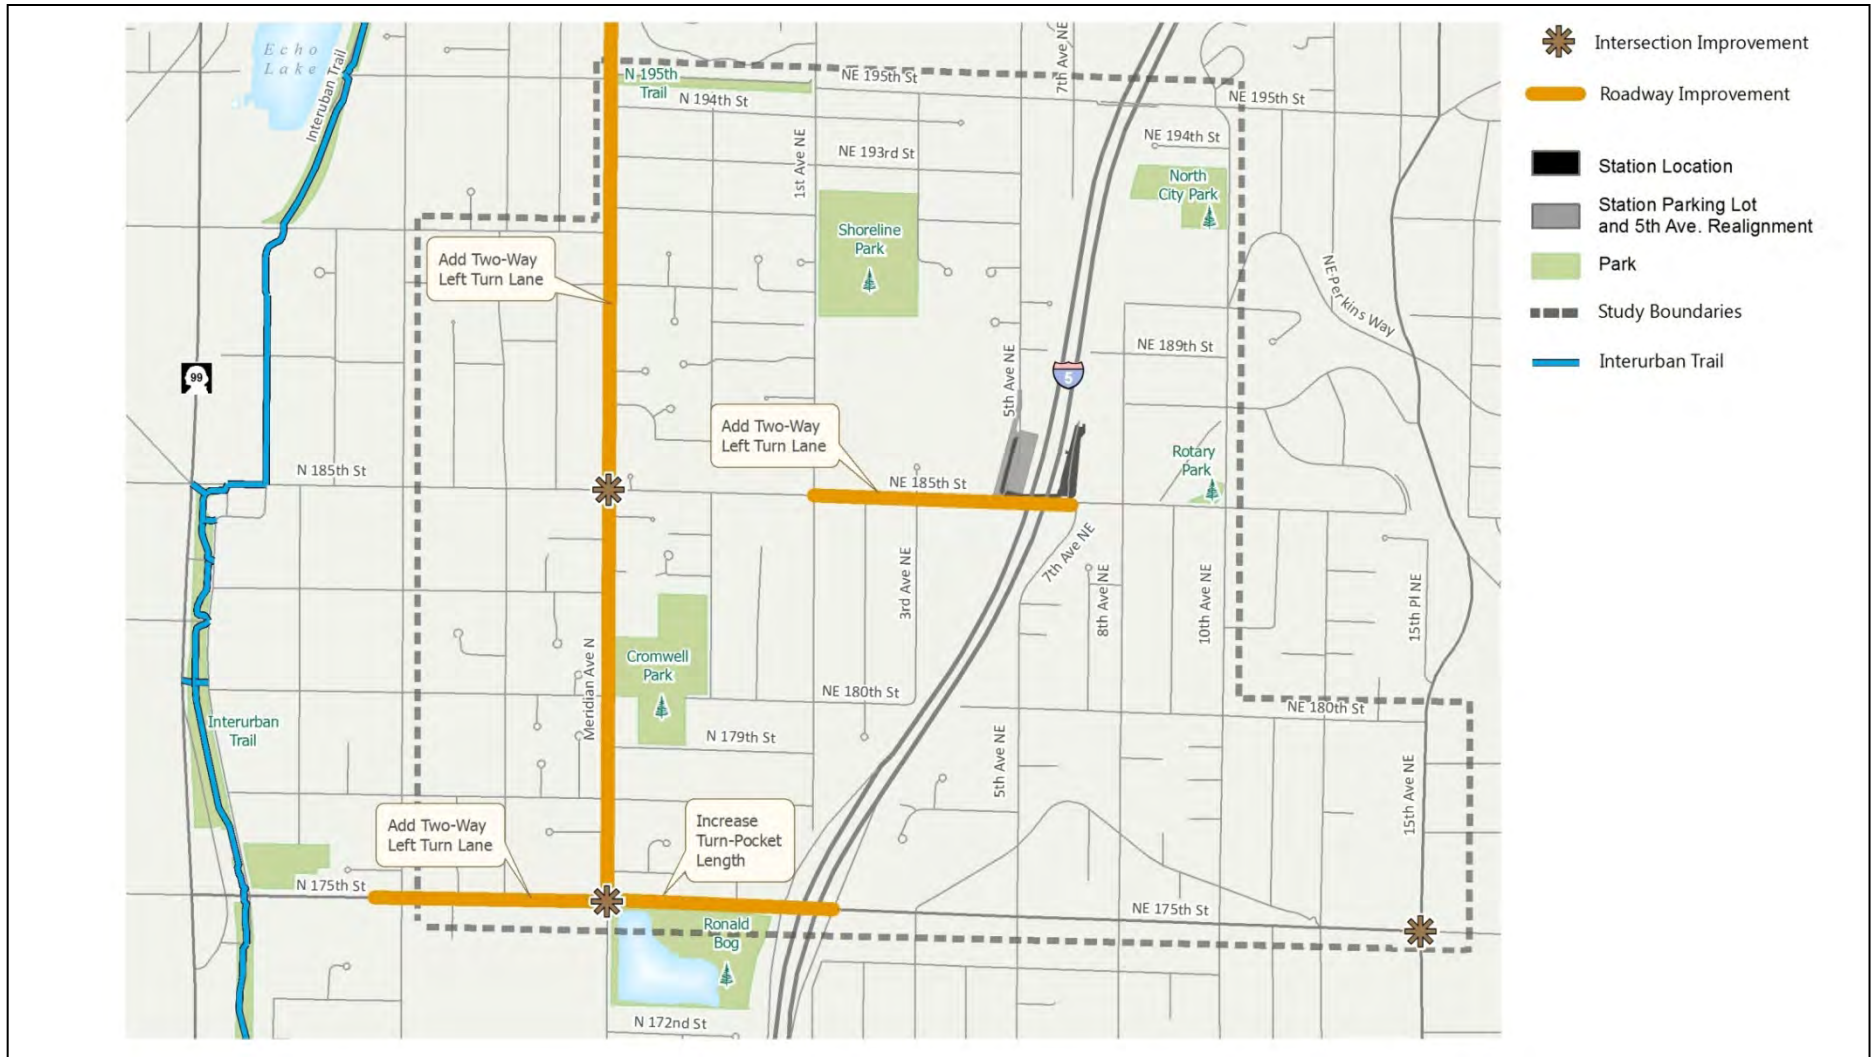 Echo
Lake
Interurban Trail
N 195th
Trail
NE 195th St
7th Ave NE
N 194th St
NE 195th St
1st Ave NE
NE 193rd St
NE 194th St
North
City Park
Shoreline
Park
Add Two-Way
Left Turn Lane
NE Perkins Way
NE 189th St
5th Ave NE
5
99
Add Two-Way
Left Turn Lane
N 185th St
NE 185th St
Rotary
Park
7th Ave NE
3rd Ave NE
8th Ave NE
10th Ave NE
15th Pl NE
Meridian Ave N
Cromwell
Park
NE 180th St
NE 180th St
Interurban
Trail
N 179th St
5th Ave NE
15th Ave NE
Add Two-Way
Left Turn Lane
Increase
Turn-Pocket
Length
N 175th St
NE 175th St
Ronald
Bog
N 172nd St
Intersection Improvement
Roadway Improvement
Station Location
Station Parking Lot
and 5th Ave. Realignment
Park
Study Boundaries
Interurban Trail